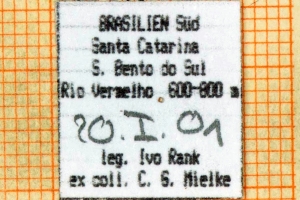 BRASILIEN Süd
Santa Catarina
S. Bento do Sul
Rio Vermelho 600-800 m
20.I.01
leg. Ivo Rank
ex coll. C. G. Mielke